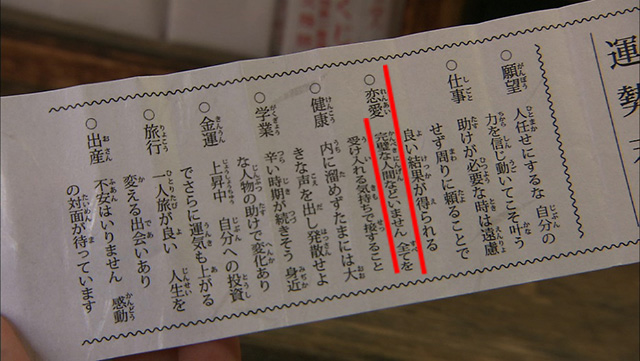 運勢
○願望 人任せにするな 自分の
力を信じ動いてこそ叶う
○仕事 助けが必要な時は遠慮
せず周りに頼ることで
良い結果が得られる
○恋愛 完璧な人間などいません 全てを
受け入れる気持ちで接すること
○健康 内に溜めずたまには大
きな声を出し発散せよ
○学業 辛い時期が続きそう 身近
な人物の助けで変化あり
○金運 上昇中 自分への投資
でさらに運気も上がる
○旅行 一人旅が良い 人生を
変える出会いあり
○出産 不安はいりません 感動
の対面が待っています